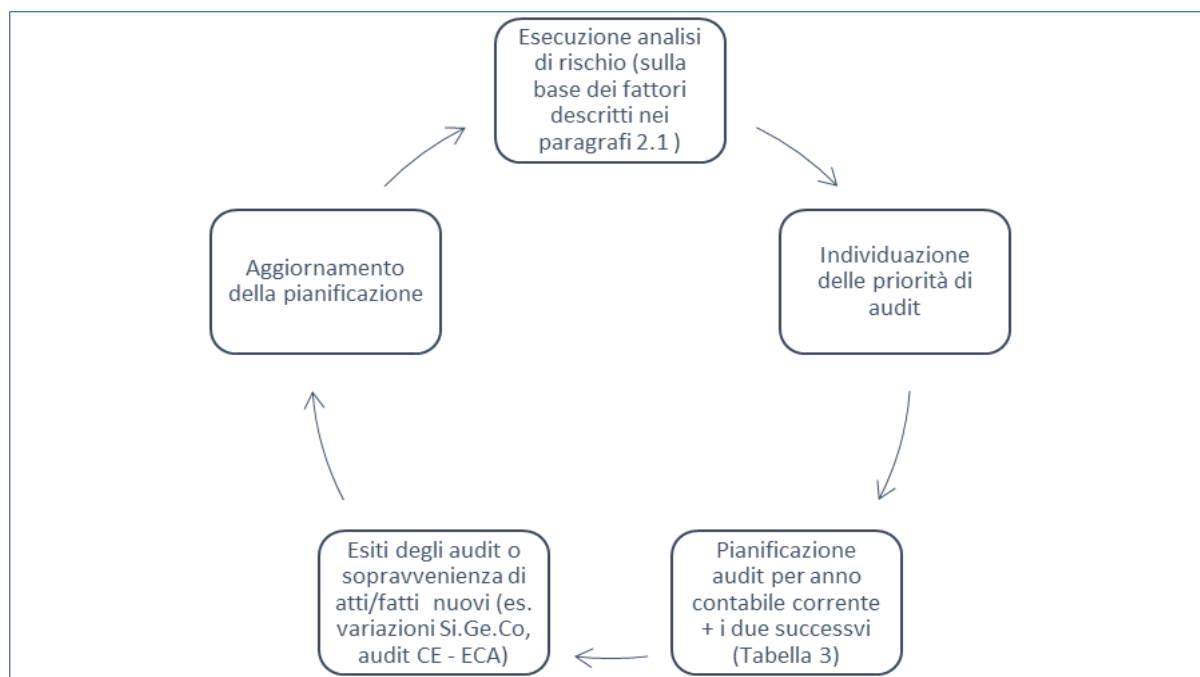 Esecuzione analisi
di rischio (sulla
base dei fattori
descritti nei
paragrafi 2.1 )
Individuazione
delle priorità di
audit
Pianificazione
audit per anno
contabile corrente
+ i due successvi
(Tabella 3)
Esiti degli audit o
sopravvenienza di
atti/fatti nuovi (es.
variazioni Si.Ge.Co,
audit CE - ECA)
Aggiornamento
della pianificazione